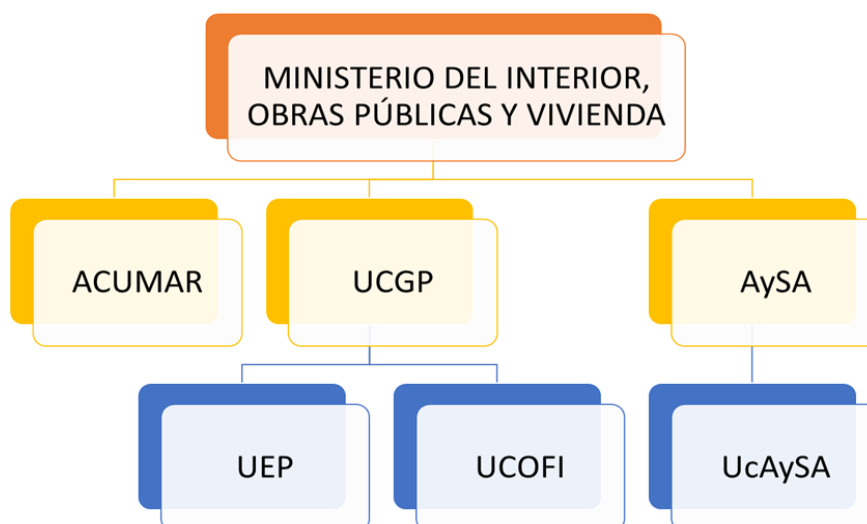 MINISTERIO DEL INTERIOR,
OBRAS PÚBLICAS Y VIVIENDA
ACUMAR
UCGP
AySA
UEP
UCOFI
UcAySA